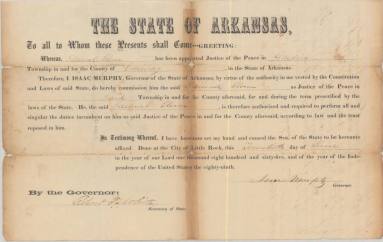 THE STATE OF ARKANSAS,
To all to Whom these Presents shall Come—GREETING:
Whereas, has been appointed Justice of the Peace in
Township in and for the County of in the State of Arkansas
Therefore, I ISAAC MURPHY, Governor of the State of Arkansas, by virtue of the authority in me vested by the Constitution
and Laws of said State, do hereby commission him the said as Justice of the Peace in
said Township in and for the County aforesaid, for and during the term prescribed by
the laws of the State. He, the said is therefore authorized and required to perform all and
singular the duties incumbent on him as said Justice of the Peace in and for the County aforesaid, according to law and the trust
reposed in him.
In Testimony Whereof, I have hereunto set my hand and caused the Seal of the State to be hereunto
affixed. Done at the City of Little Rock, this day of June
in the year of our Lord one thousand eight hundred and sixty-five, and of the year of the Inde-
pendence of the United States the eighty-ninth.
Isaac Murphy
Governor.
By the Governor:
Secretary of State